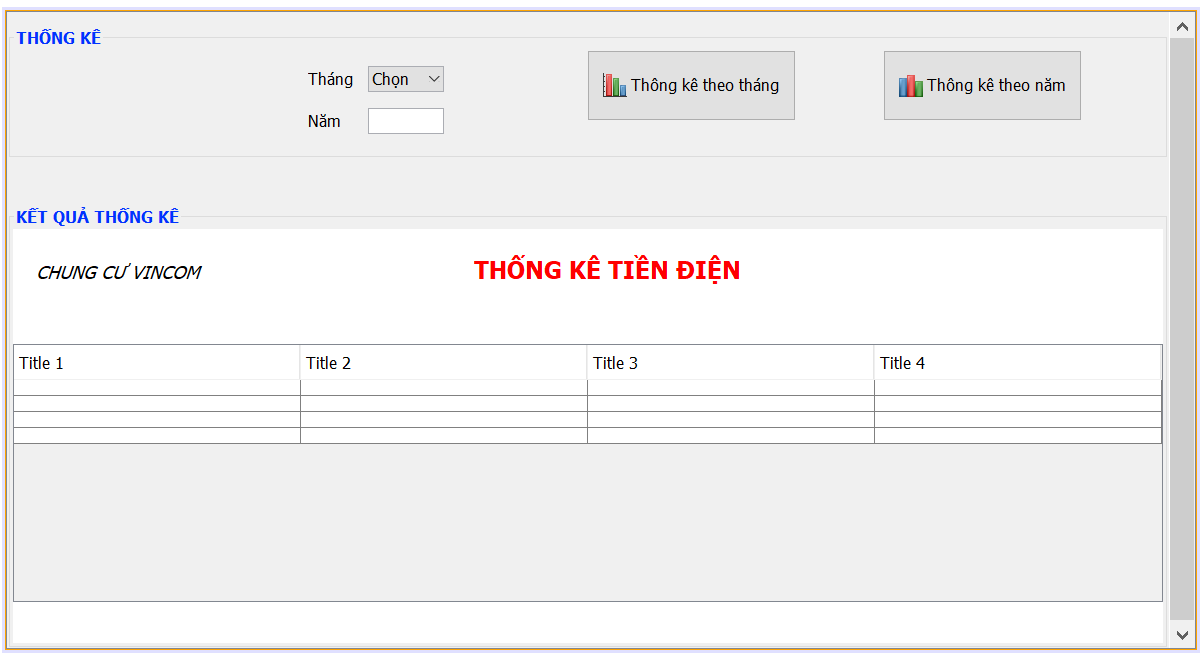 THỐNG KÊ
Tháng Chọn
Thông kê theo tháng
Thông kê theo năm
Năm
KẾT QUẢ THỐNG KÊ
CHUNG CƯ VINCOM
THỐNG KÊ TIỀN ĐIỆN
Title 1 Title 2 Title 3 Title 4